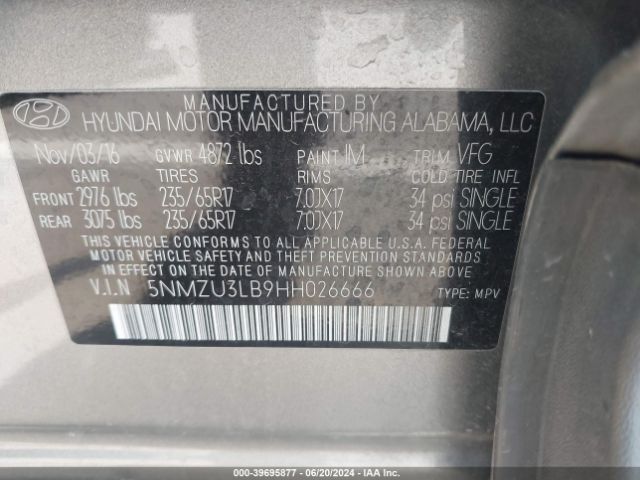 MANUFACTURED BY
HYUNDAI MOTOR MANUFACTURING ALABAMA, LLC
Nov/03/16 GVWR 4872 lbs PAINT IM TRIM VFG
GAWR TIRES RIMS COLD TIRE INFL
FRONT 2976 lbs 235/65R17 7.0JX17 34 psi SINGLE
REAR 3075 lbs 235/65R17 7.0JX17 34 psi SINGLE
THIS VEHICLE CONFORMS TO ALL APPLICABLE U.S.A. FEDERAL
MOTOR VEHICLE SAFETY AND THEFT PREVENTION STANDARDS
IN EFFECT ON THE DATE OF MANUFACTURE SHOWN ABOVE.
V.I.N 5NMZU3LB9HH026666 TYPE: MPV
000-39695877 - 06/20/2024 - IAA Inc.